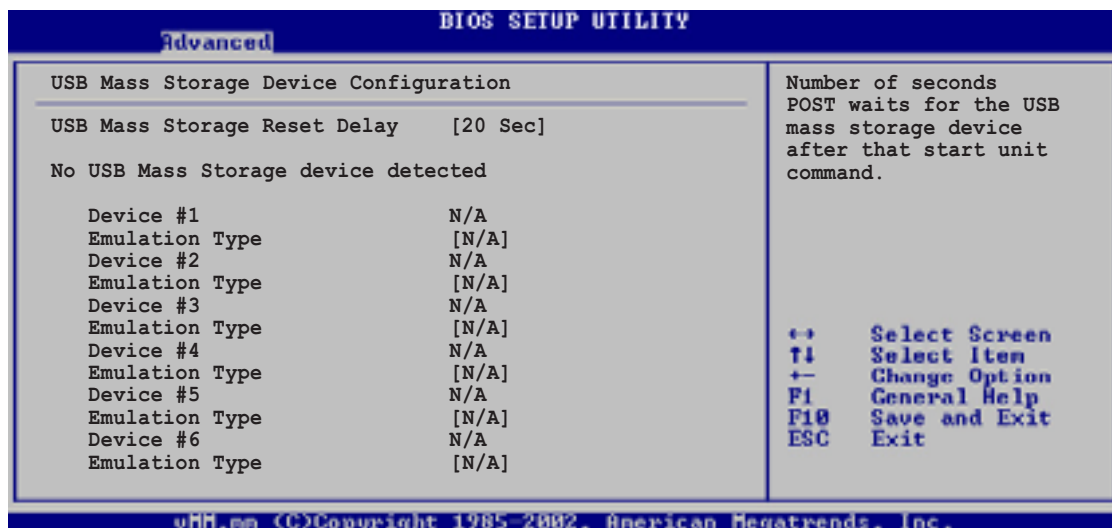 BIOS SETUP UTILITY
Advanced
USB Mass Storage Device Configuration
USB Mass Storage Reset Delay [20 Sec]
No USB Mass Storage device detected
Device #1 N/A
Emulation Type [N/A]
Device #2 N/A
Emulation Type [N/A]
Device #3 N/A
Emulation Type [N/A]
Device #4 N/A
Emulation Type [N/A]
Device #5 N/A
Emulation Type [N/A]
Device #6 N/A
Emulation Type [N/A]
Number of seconds
POST waits for the USB
mass storage device
after that start unit
command.
←→ Select Screen
↑↓ Select Item
+- Change Option
F1 General Help
F10 Save and Exit
ESC Exit
vMM.mm (C)Copyright 1985-2002, American Megatrends, Inc.